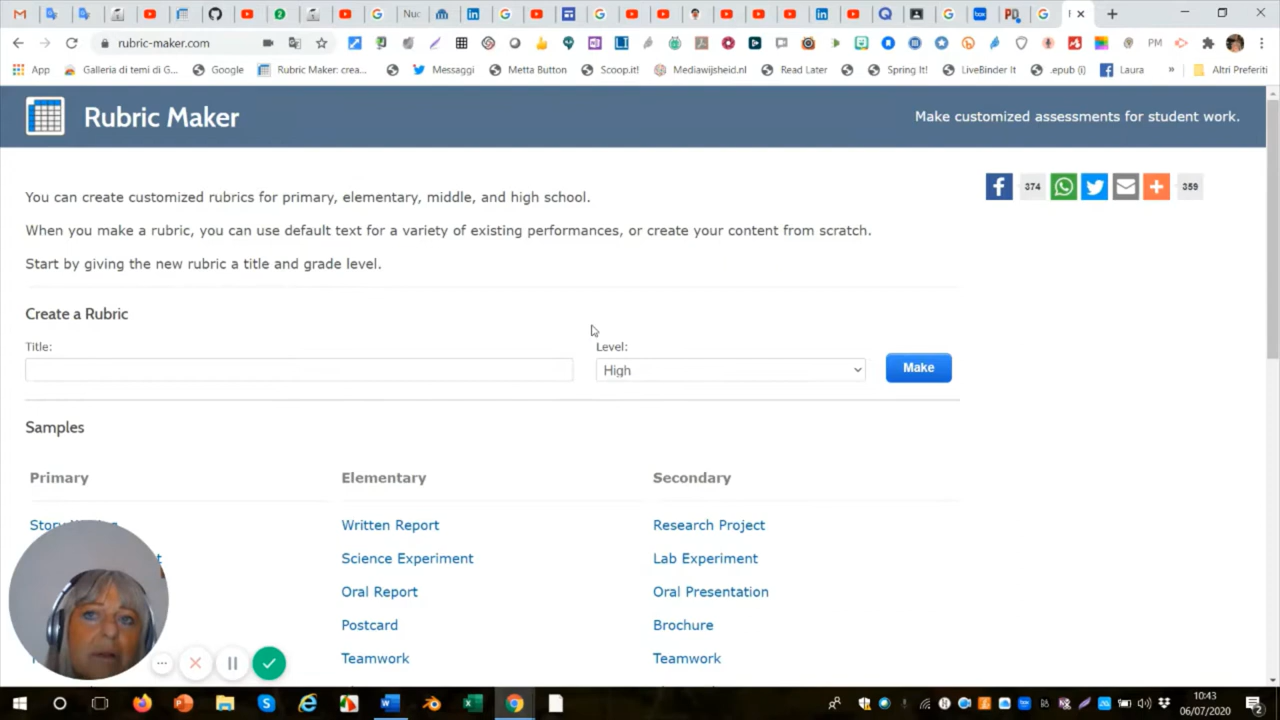 Nuc
rubric-maker.com
PM
App
Galleria di temi di G...
Google
Rubric Maker: crea...
Messaggi
Metta Button
Scoop.it!
Mediawijsheid.nl
Read Later
Spring It!
LiveBinder It
.epub (i)
Laura
»
Altri Preferiti
Rubric Maker
Make customized assessments for student work.
374
359
You can create customized rubrics for primary, elementary, middle, and high school.
When you make a rubric, you can use default text for a variety of existing performances, or create your content from scratch.
Start by giving the new rubric a title and grade level.
Create a Rubric
Title:
Level:
High
Make
Samples
Primary
Elementary
Secondary
Written Report
Research Project
Science Experiment
Lab Experiment
Oral Report
Oral Presentation
Postcard
Brochure
Teamwork
Teamwork
10:43
06/07/2020
2